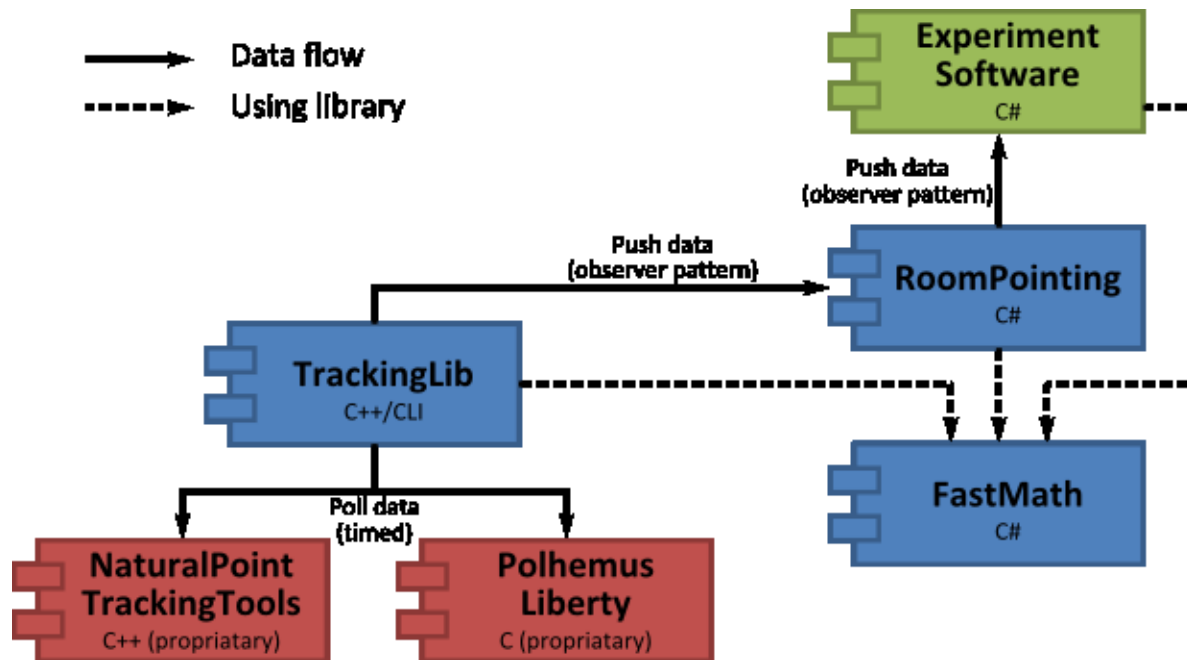 Data flow
Using library
Experiment
Software
C#
Push data
(observer pattern)
Push data
(observer pattern)
RoomPointing
C#
TrackingLib
C++/CLI
FastMath
C#
Poll data
(timed)
NaturalPoint
TrackingTools
C++ (propriatary)
Polhemus
Liberty
C (propriatary)